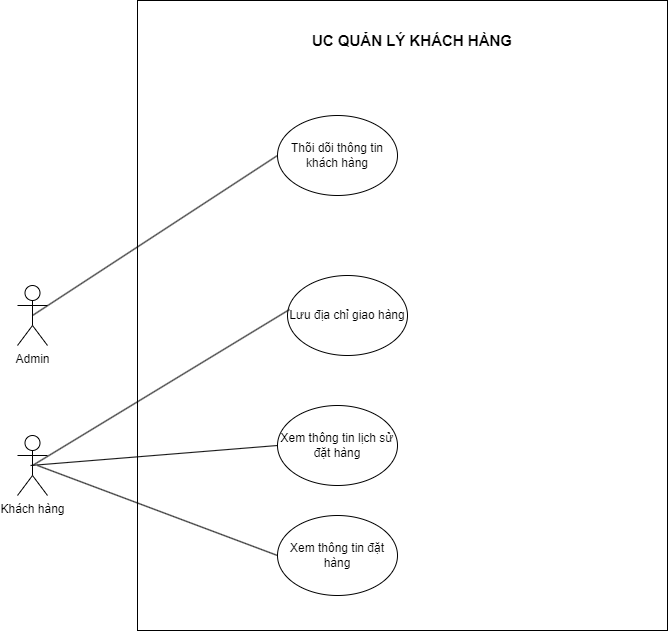 UC QUẢN LÝ KHÁCH HÀNG
Thõi dõi thông tin
khách hàng
Lưu địa chỉ giao hàng
Admin
Xem thông tin lịch sử
đặt hàng
Khách hàng
Xem thông tin đặt
hàng